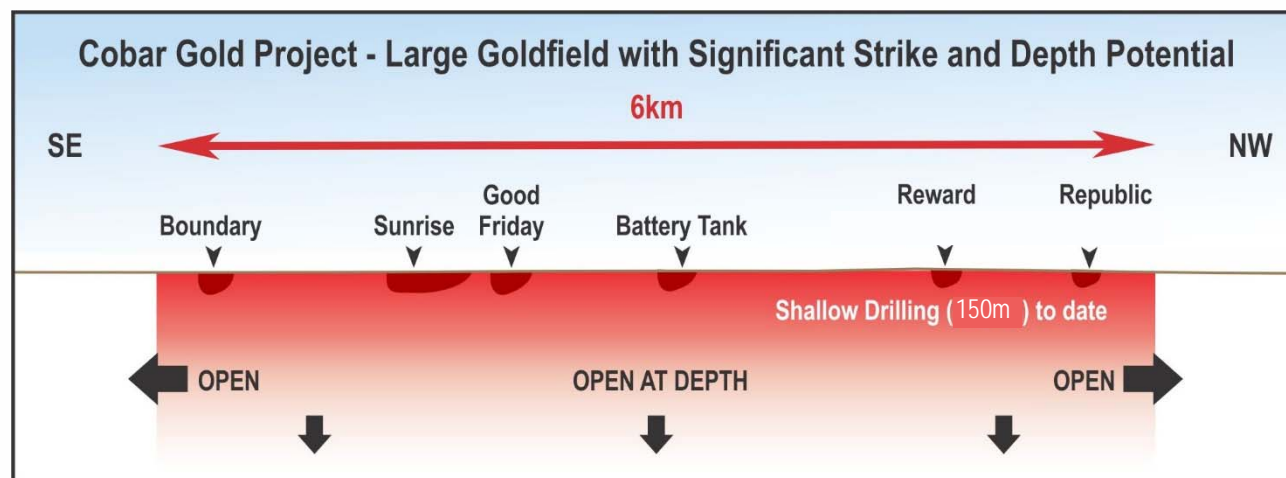 Cobar Gold Project - Large Goldfield with Significant Strike and Depth Potential
6km
SE
NW
Boundary
Sunrise
Good
Friday
Battery Tank
Reward
Republic
Shallow Drilling (150m ) to date
OPEN
OPEN AT DEPTH
OPEN